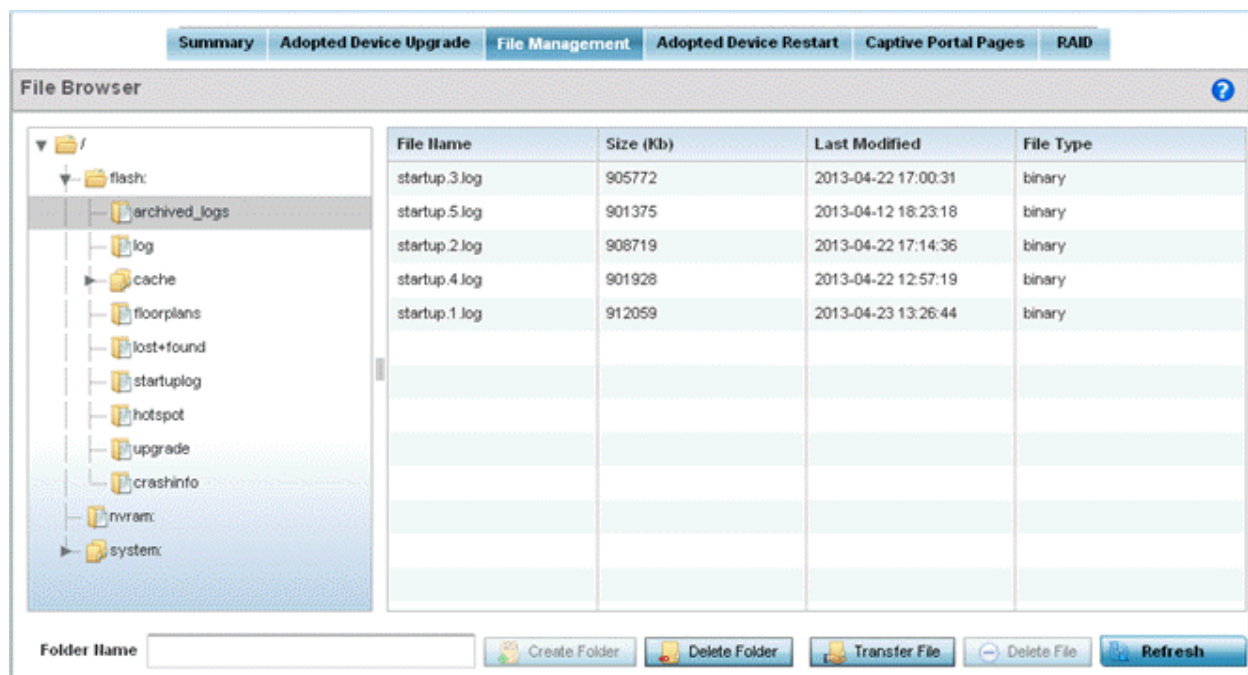 Summary Adopted Device Upgrade File Management Adopted Device Restart Captive Portal Pages RAID
File Browser ?
/
flash:
archived_logs
log
cache
floorplans
lost+found
startuplog
hotspot
upgrade
crashinfo
nvram:
system:
File Name Size (Kb) Last Modified File Type
startup.3.log 905772 2013-04-22 17:00:31 binary
startup.5.log 901375 2013-04-12 18:23:18 binary
startup.2.log 908719 2013-04-22 17:14:36 binary
startup.4.log 901928 2013-04-22 12:57:19 binary
startup.1.log 912059 2013-04-23 13:26:44 binary
Folder Name Create Folder Delete Folder Transfer File Delete File Refresh